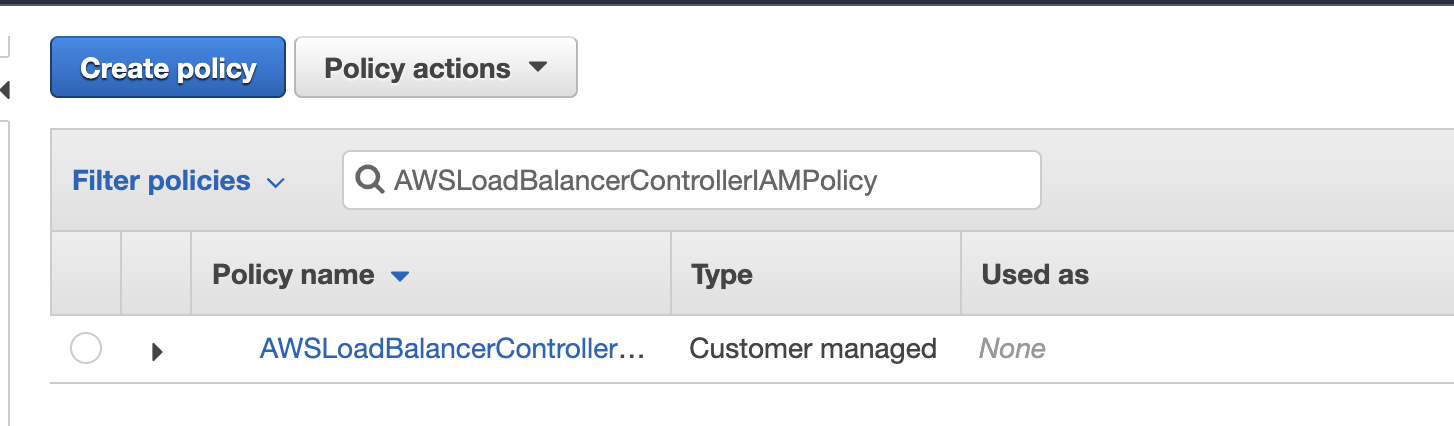 Create policy Policy actions
Filter policies AWSLoadBalancerControllerIAMPolicy
Policy name Type Used as
AWSLoadBalancerController... Customer managed None